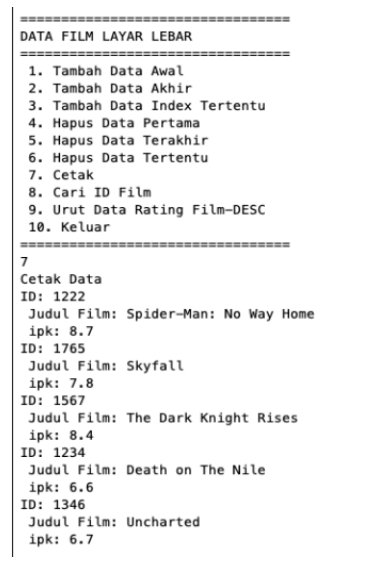 =================================
DATA FILM LAYAR LEBAR
=================================
1. Tambah Data Awal
2. Tambah Data Akhir
3. Tambah Data Index Tertentu
4. Hapus Data Pertama
5. Hapus Data Terakhir
6. Hapus Data Tertentu
7. Cetak
8. Cari ID Film
9. Urut Data Rating Film-DESC
10. Keluar
=================================
7
Cetak Data
ID: 1222
Judul Film: Spider-Man: No Way Home
ipk: 8.7
ID: 1765
Judul Film: Skyfall
ipk: 7.8
ID: 1567
Judul Film: The Dark Knight Rises
ipk: 8.4
ID: 1234
Judul Film: Death on The Nile
ipk: 6.6
ID: 1346
Judul Film: Uncharted
ipk: 6.7